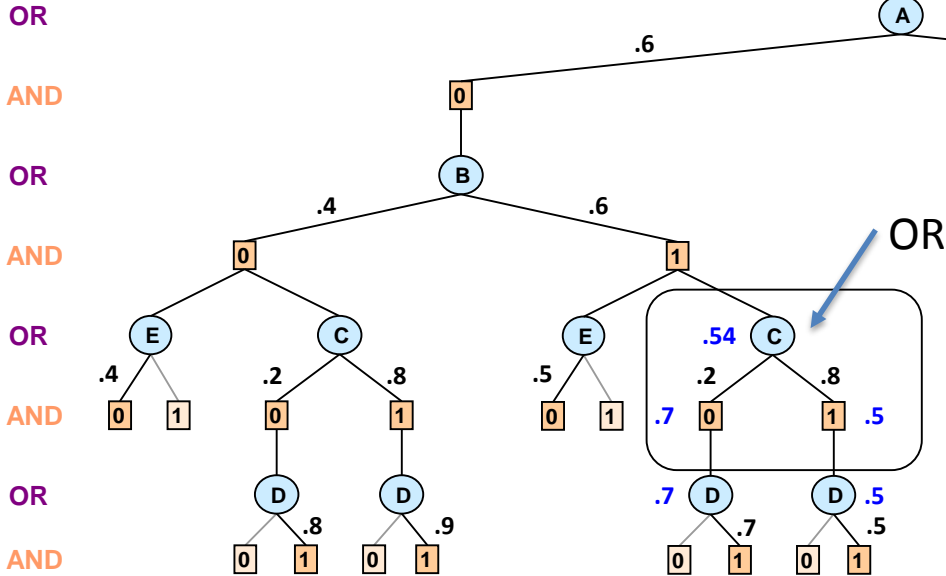 OR A
.6
AND 0
OR B
.4 .6
AND 0 1 OR
OR E C E .54 C
.4 .2 .8 .5 .2 .8
AND 0 1 0 1 0 1 .7 0 1 .5
OR D D .7 D D .5
.8 .9 .7 .5
AND 0 1 0 1 0 1 0 1